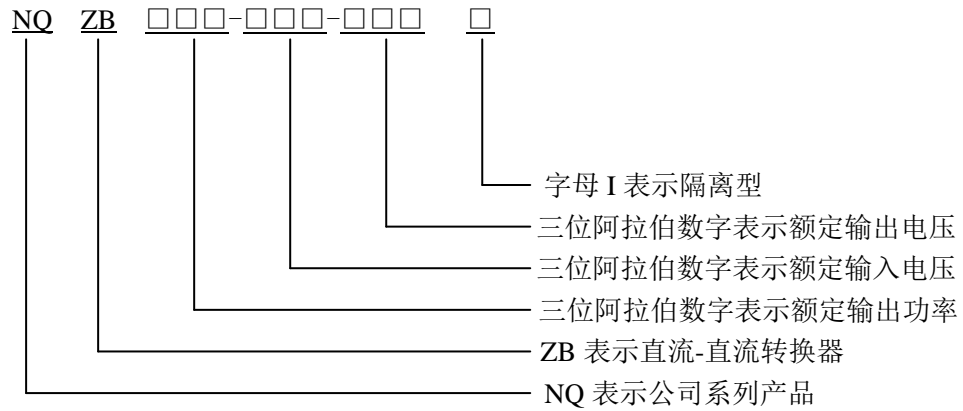 NQ ZB □□□-□□□-□□□ □
字母 I 表示隔离型
三位阿拉伯数字表示额定输出电压
三位阿拉伯数字表示额定输入电压
三位阿拉伯数字表示额定输出功率
ZB 表示直流-直流转换器
NQ 表示公司系列产品